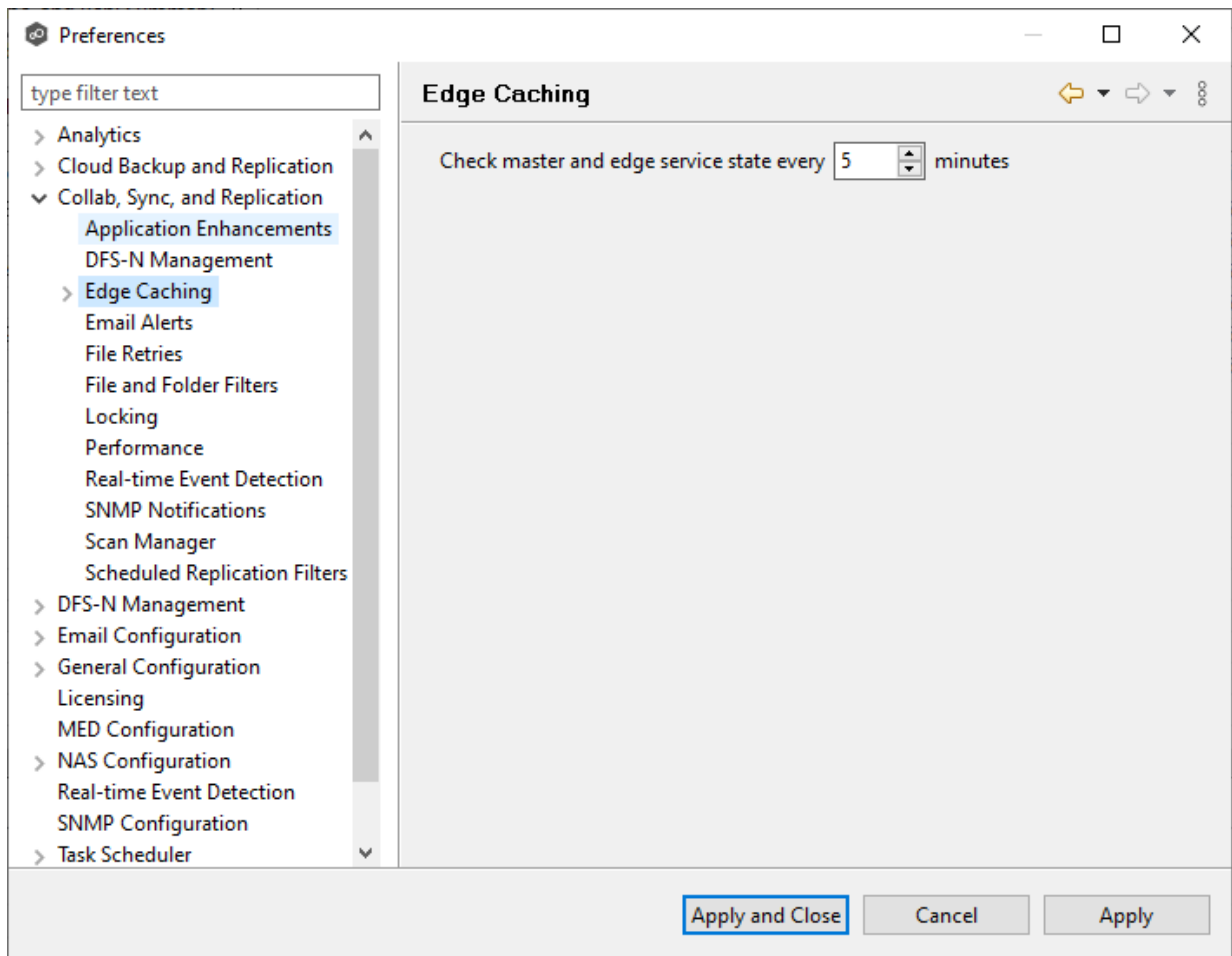 Preferences
type filter text
Analytics
Cloud Backup and Replication
Collab, Sync, and Replication
Application Enhancements
DFS-N Management
Edge Caching
Email Alerts
File Retries
File and Folder Filters
Locking
Performance
Real-time Event Detection
SNMP Notifications
Scan Manager
Scheduled Replication Filters
DFS-N Management
Email Configuration
General Configuration
Licensing
MED Configuration
NAS Configuration
Real-time Event Detection
SNMP Configuration
Task Scheduler
Edge Caching
Check master and edge service state every 5 minutes
Apply and Close Cancel Apply